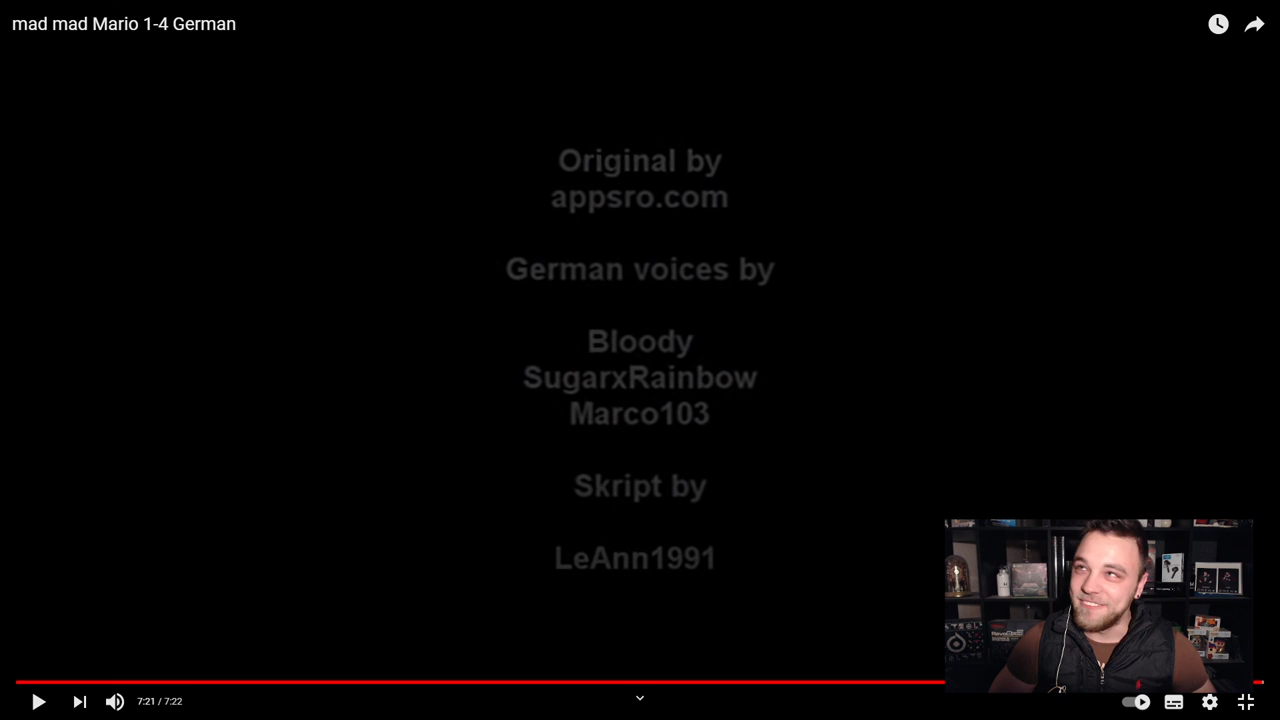 mad mad Mario 1-4 German
Original by
appsro.com
German voices by
Bloody
SugarxRainbow
Marco103
Skript by
LeAnn1991
7:21 / 7:22